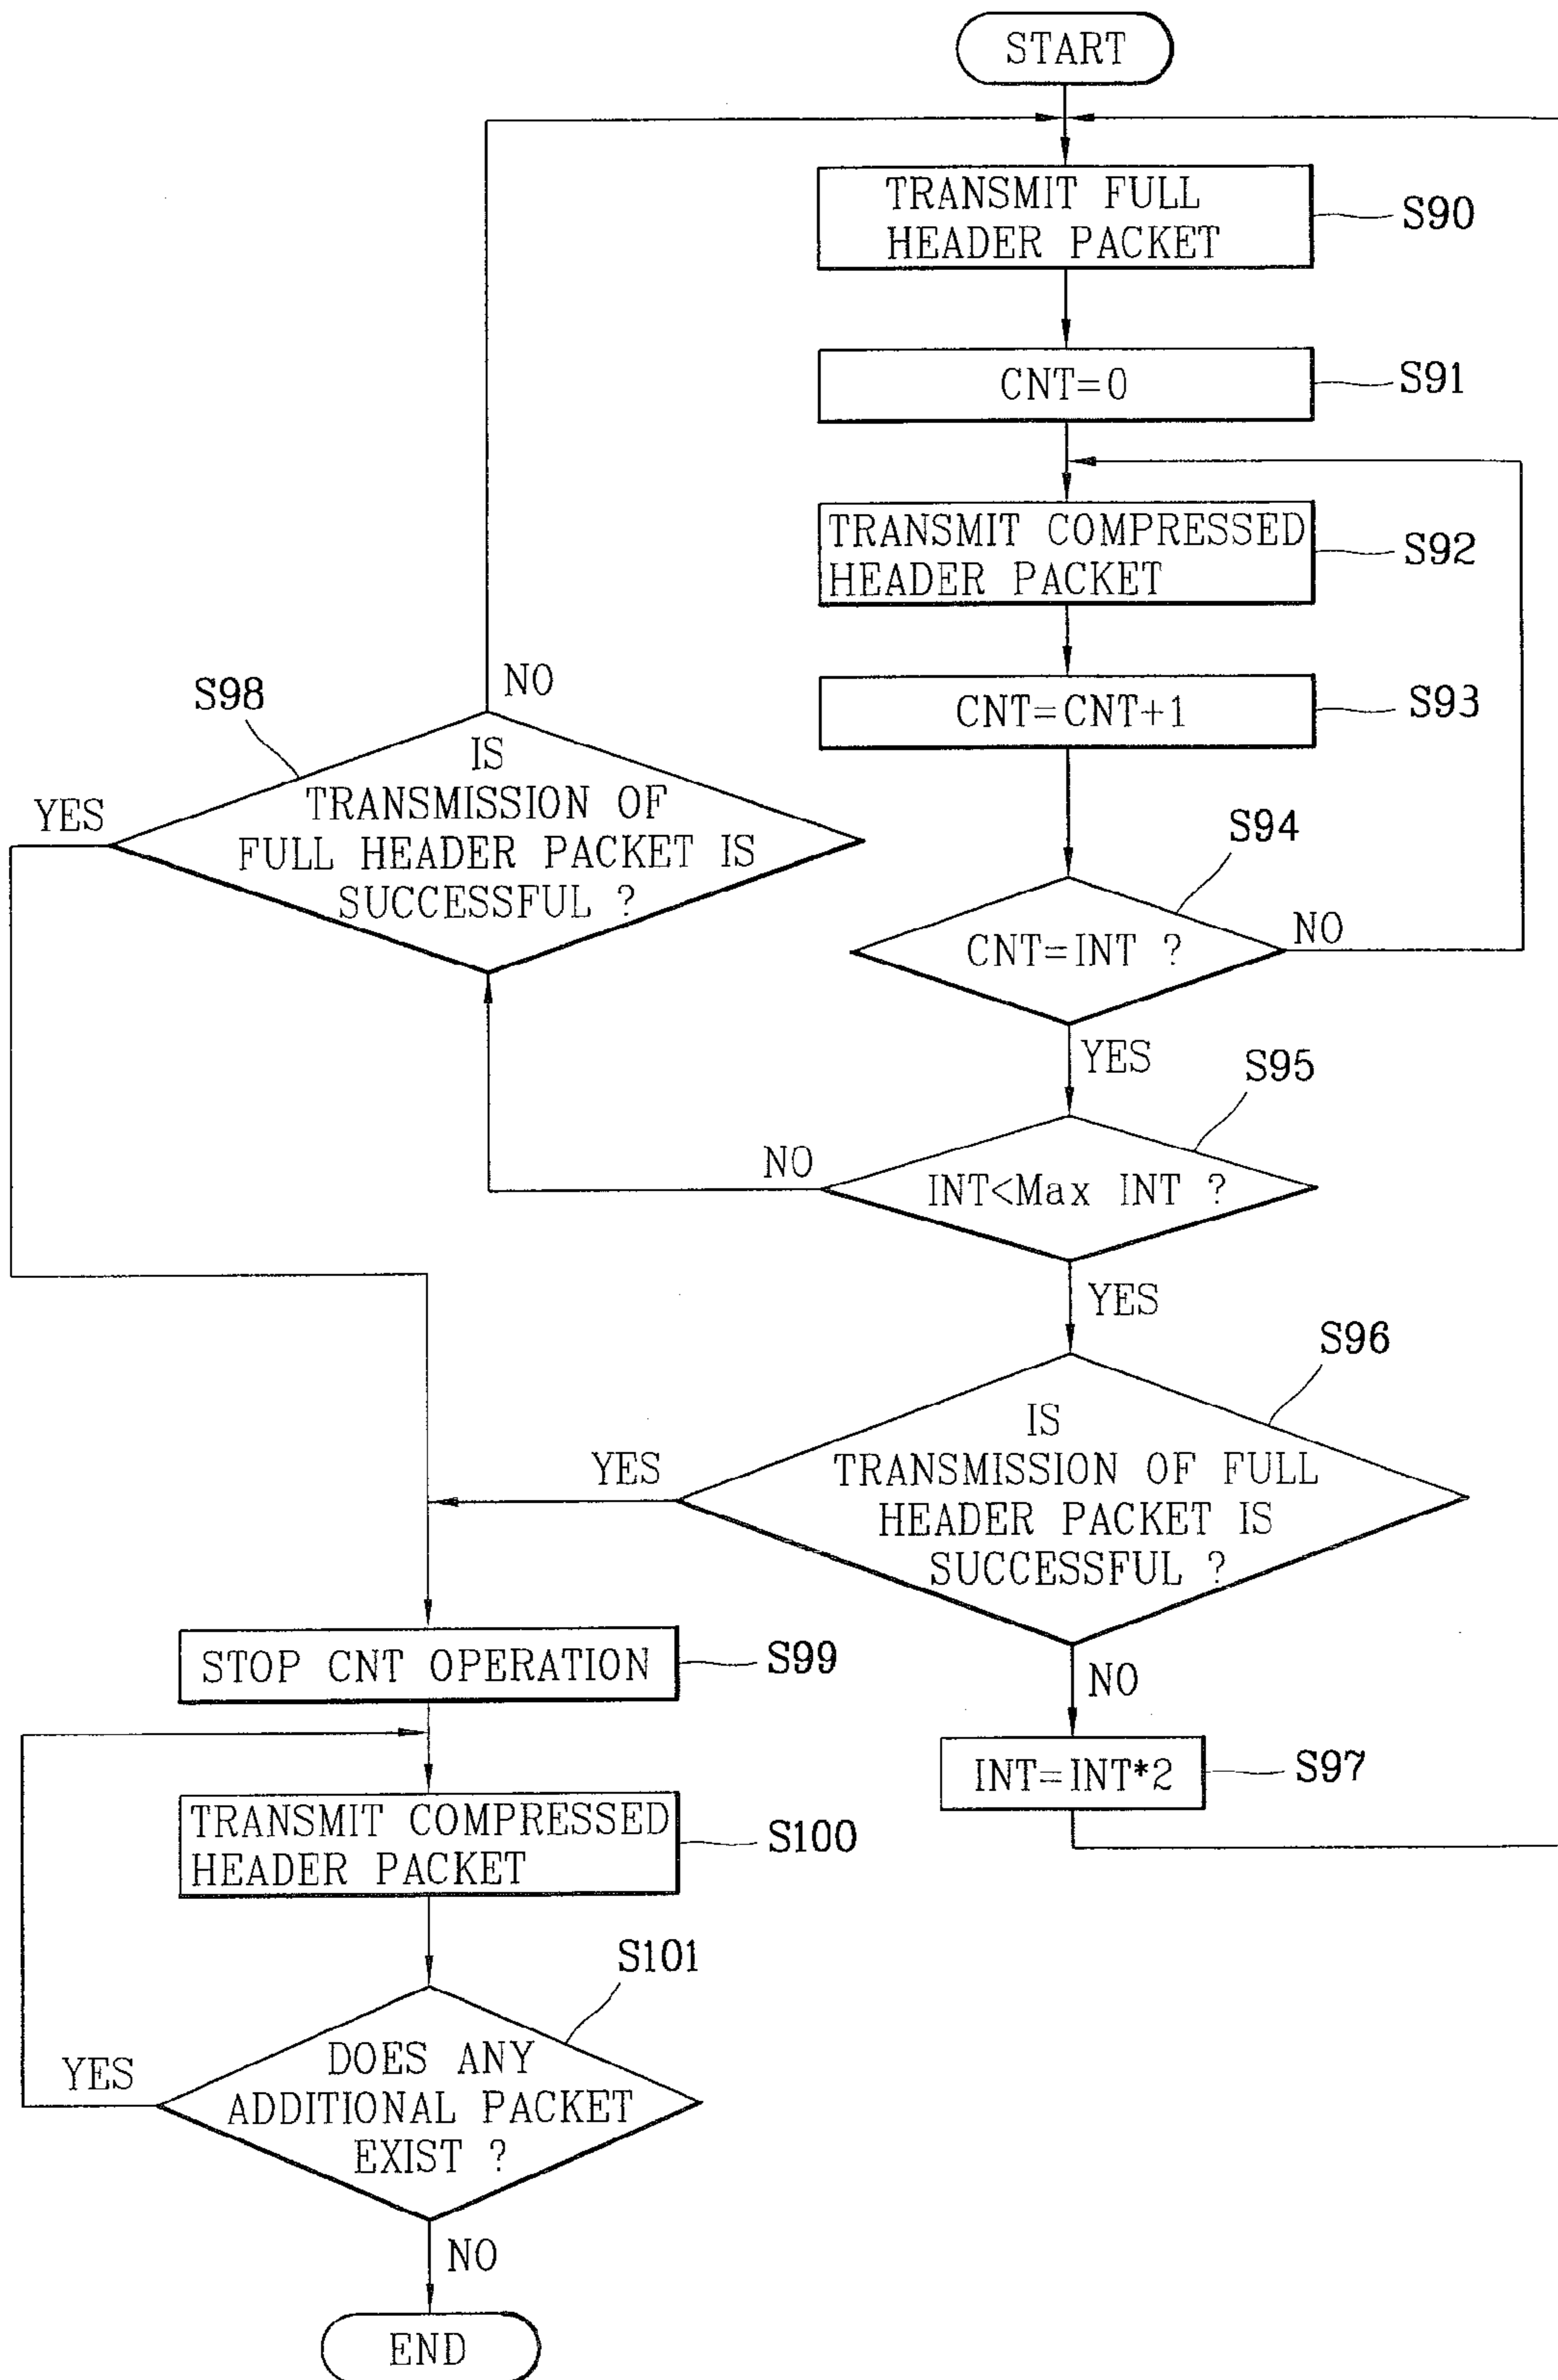 START
TRANSMIT FULL
HEADER PACKET
S90
CNT=0
S91
TRANSMIT COMPRESSED
HEADER PACKET
S92
CNT=CNT+1
S93
CNT=INT ?
S94
NO
YES
INT<Max INT ?
S95
NO
YES
S98
NO
YES
IS
TRANSMISSION OF
FULL HEADER PACKET IS
SUCCESSFUL ?
S96
IS
TRANSMISSION OF FULL
HEADER PACKET IS
SUCCESSFUL ?
YES
NO
INT=INT*2
S97
STOP CNT OPERATION
S99
TRANSMIT COMPRESSED
HEADER PACKET
S100
S101
DOES ANY
ADDITIONAL PACKET
EXIST ?
YES
NO
END